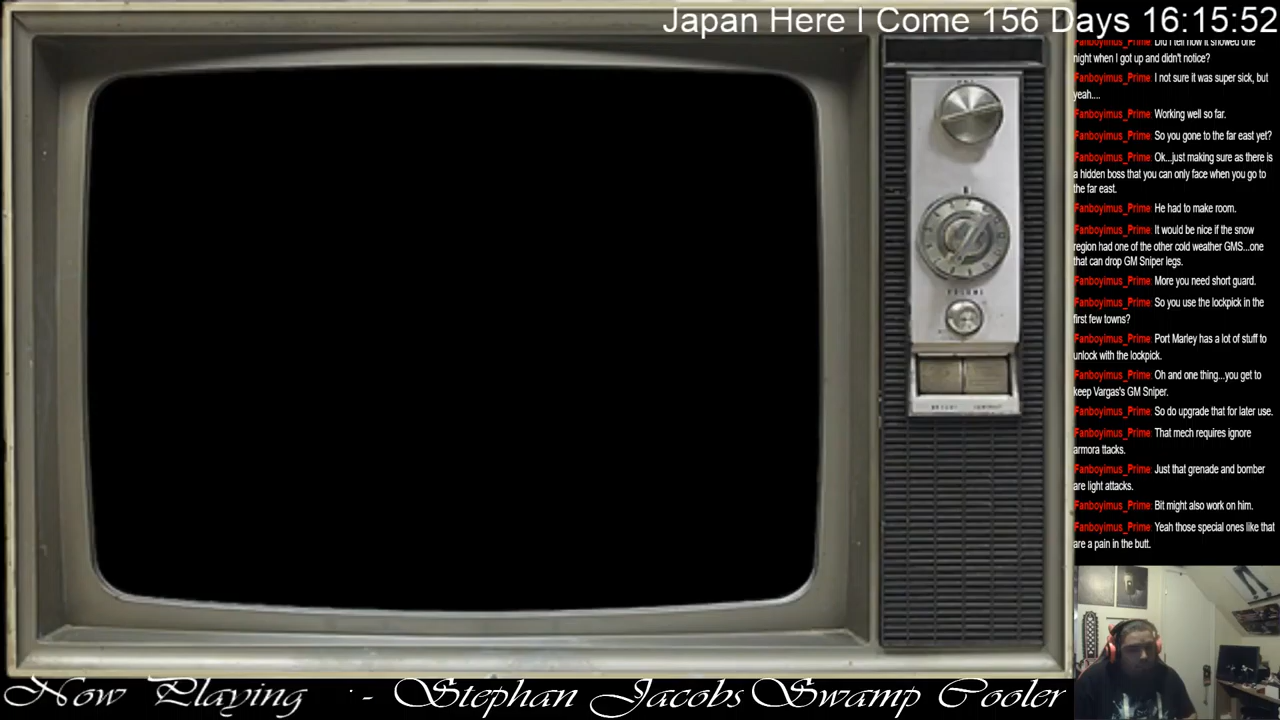 Japan Here I Come 156 Days 16:15:52
Fanboyimus_Prime: Did I tell how it showed one
night when I got up and didn't notice?
Fanboyimus_Prime: I not sure it was super sick, but
yeah....
Fanboyimus_Prime: Working well so far.
Fanboyimus_Prime: So you gone to the far east yet?
Fanboyimus_Prime: Ok...just making sure as there is
a hidden boss that you can only face when you go to
the far east.
Fanboyimus_Prime: He had to make room.
Fanboyimus_Prime: It would be nice if the snow
region had one of the other cold weather GMS...one
that can drop GM Sniper legs.
Fanboyimus_Prime: More you need short guard.
Fanboyimus_Prime: So you use the lockpick in the
first few towns?
Fanboyimus_Prime: Port Marley has a lot of stuff to
unlock with the lockpick.
Fanboyimus_Prime: Oh and one thing...you get to
keep Vargas's GM Sniper.
Fanboyimus_Prime: So do upgrade that for later use.
Fanboyimus_Prime: That mech requires ignore
armora ttacks.
Fanboyimus_Prime: Just that grenade and bomber
are light attacks.
Fanboyimus_Prime: Bit might also work on him.
Fanboyimus_Prime: Yeah those special ones like that
are a pain in the butt.
VOLUME
Now Playing - Stephan Jacobs Swamp Cooler